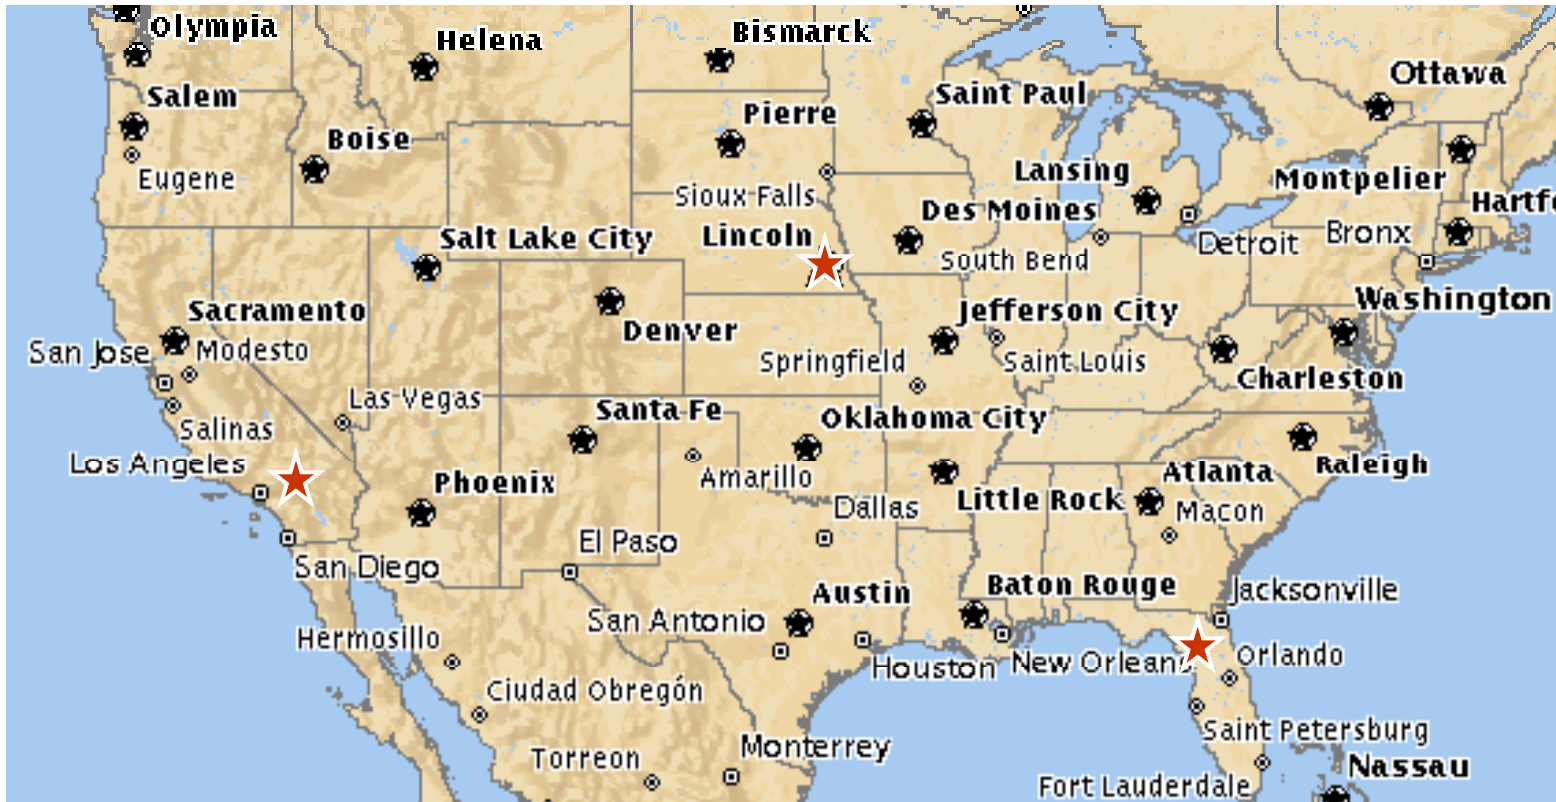 Olympia
Helena
Bismarck
Ottawa
Salem
Saint Paul
Pierre
Boise
Eugene
Lansing
Montpelier
Sioux Falls
Des Moines
Hartfo
Salt Lake City
Lincoln
South Bend
Detroit
Bronx
Sacramento
Denver
Jefferson City
Washington
San Jose
Modesto
Springfield
Saint Louis
Charleston
Las Vegas
Santa Fe
Oklahoma City
Salinas
Los Angeles
Phoenix
Amarillo
Atlanta
Raleigh
Little Rock
Dallas
Macon
El Paso
San Diego
Austin
Baton Rouge
Jacksonville
San Antonio
Hermosillo
Houston
New Orleans
Orlando
Ciudad Obregón
Saint Petersburg
Torreon
Monterrey
Fort Lauderdale
Nassau